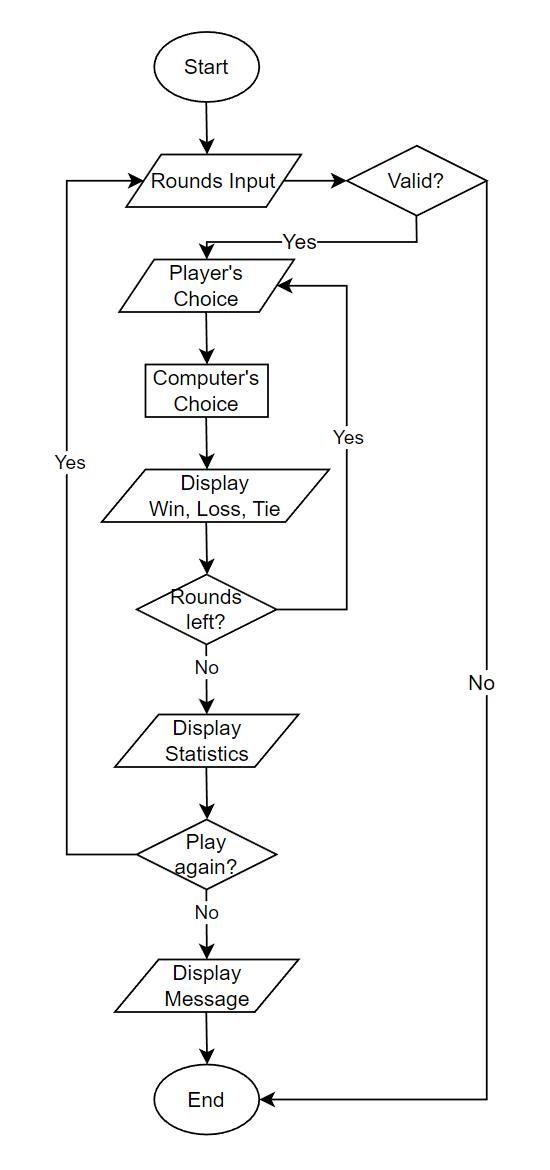 Start
Rounds Input
Valid?
Yes
Player's
Choice
Computer's
Choice
Yes
Yes
Display
Win, Loss, Tie
Rounds
left?
No
No
Display
Statistics
Play
again?
No
Display
Message
End